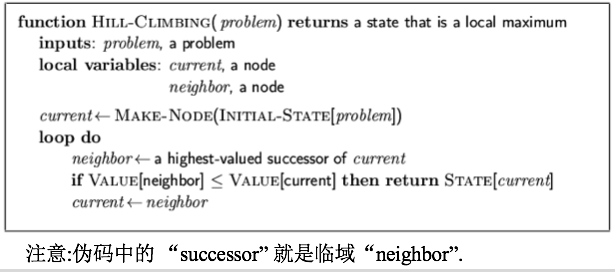 function HILL-CLIMBING( problem) returns a state that is a local maximum
inputs: problem, a problem
local variables: current, a node
neighbor, a node
current ← MAKE-NODE(INITIAL-STATE[problem])
loop do
neighbor ← a highest-valued successor of current
if VALUE[neighbor] ≤ VALUE[current] then return STATE[current]
current ← neighbor
注意:伪码中的 “successor” 就是临域“neighbor”.